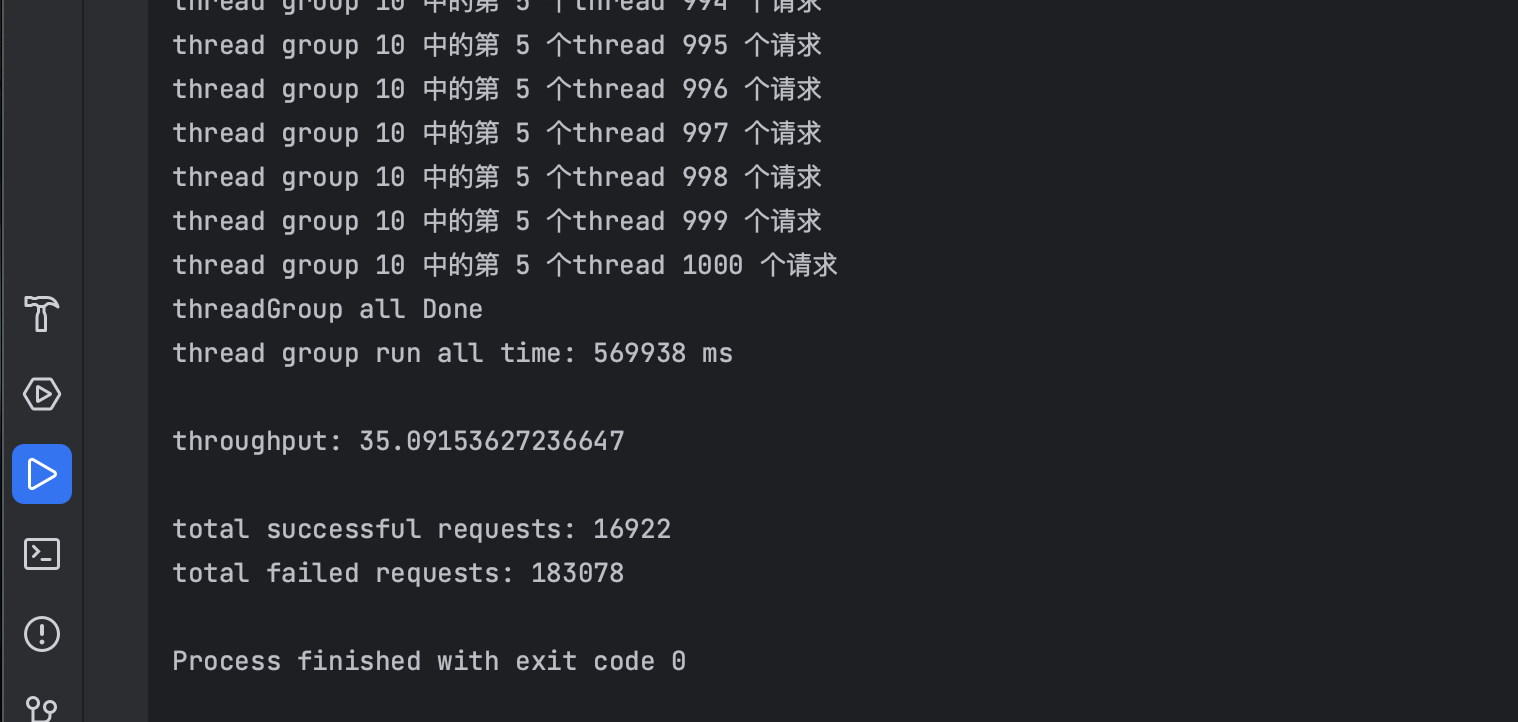 thread group 10 中的第 5 个thread 994 个请求
thread group 10 中的第 5 个thread 995 个请求
thread group 10 中的第 5 个thread 996 个请求
thread group 10 中的第 5 个thread 997 个请求
thread group 10 中的第 5 个thread 998 个请求
thread group 10 中的第 5 个thread 999 个请求
thread group 10 中的第 5 个thread 1000 个请求
threadGroup all Done
thread group run all time: 569938 ms
throughput: 35.09153627236647
total successful requests: 16922
total failed requests: 183078
Process finished with exit code 0